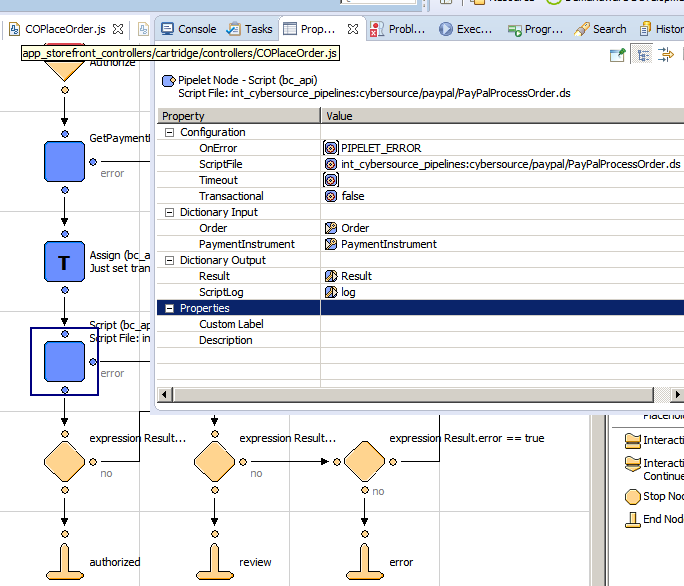 COPlaceOrder.js
Console
Tasks
Prop...
Probl...
Exec...
Progr...
Search
Histor
app_storefront_controllers/cartridge/controllers/COPlaceOrder.js
Authorize
Pipelet Node - Script (bc_api)
Script File: int_cybersource_pipelines:cybersource/paypal/PayPalProcessOrder.ds
Property Value
Configuration
OnError PIPELET_ERROR
ScriptFile int_cybersource_pipelines:cybersource/paypal/PayPalProcessOrder.ds
Timeout
Transactional false
Dictionary Input
Order Order
PaymentInstrument PaymentInstrument
Dictionary Output
Result Result
ScriptLog log
Properties
Custom Label
Description
GetPaymentI
error
T
Assign (bc_a
Just set tran
Script (bc_ap
Script File: in
error
expression Result...
no
expression Result...
no
expression Result.error == true
no
authorized
review
error
Interacti
Interacti
Continue
Stop Nod
End Nod